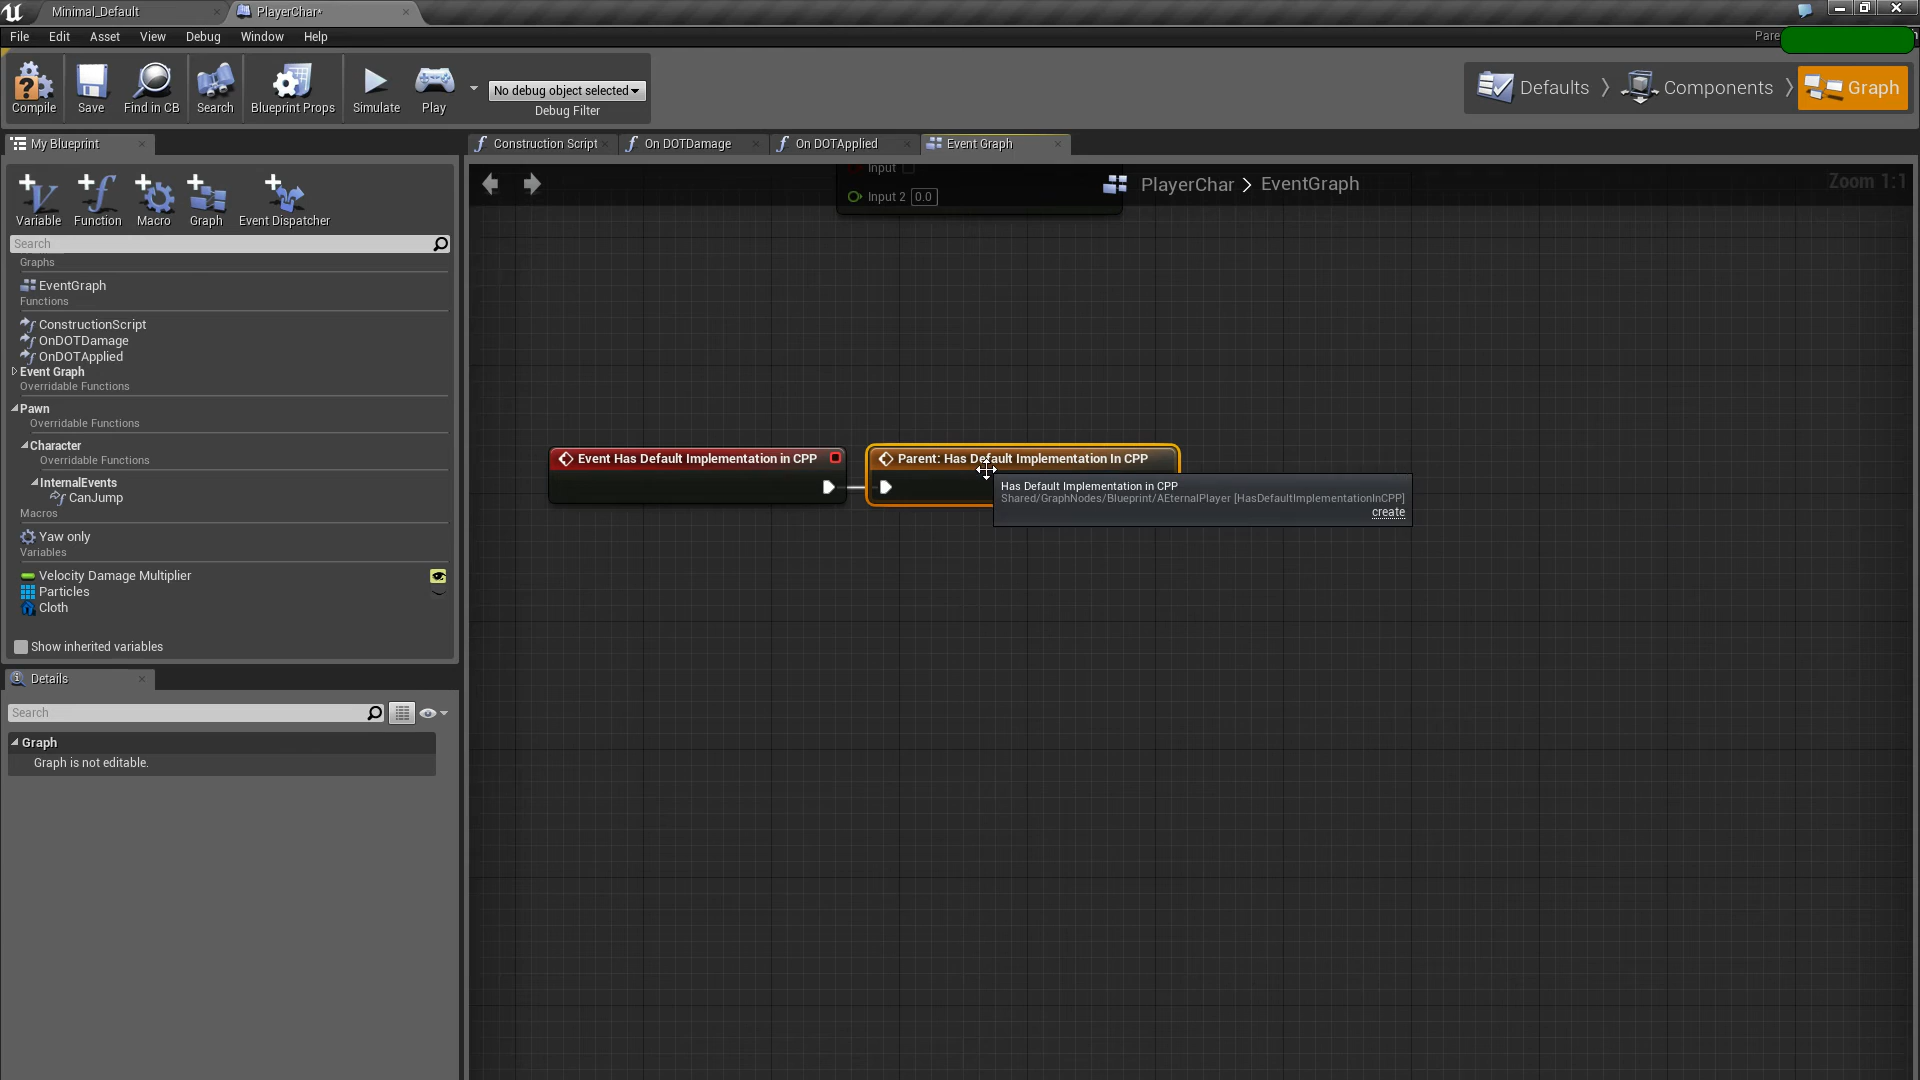 Minimal_Default
PlayerChar*
File Edit Asset View Debug Window Help
Pare
Compile
Save
Find in CB
Search
Blueprint Props
Simulate
Play
No debug object selected
Debug Filter
Defaults
Components
Graph
My Blueprint
Variable
Function
Macro
Graph
Event Dispatcher
Search
Graphs
EventGraph
Functions
ConstructionScript
OnDOTDamage
OnDOTApplied
Event Graph
Overridable Functions
Pawn
Overridable Functions
Character
Overridable Functions
InternalEvents
CanJump
Macros
Yaw only
Variables
Velocity Damage Multiplier
Particles
Cloth
Show inherited variables
Details
Search
Graph
Graph is not editable.
Construction Script
On DOTDamage
On DOTApplied
Event Graph
Input
Input 2 0.0
PlayerChar > EventGraph
Zoom 1:1
Event Has Default Implementation in CPP
Parent: Has Default Implementation In CPP
Has Default Implementation in CPP
Shared/GraphNodes/Blueprint/AEternalPlayer [HasDefaultImplementationInCPP]
create